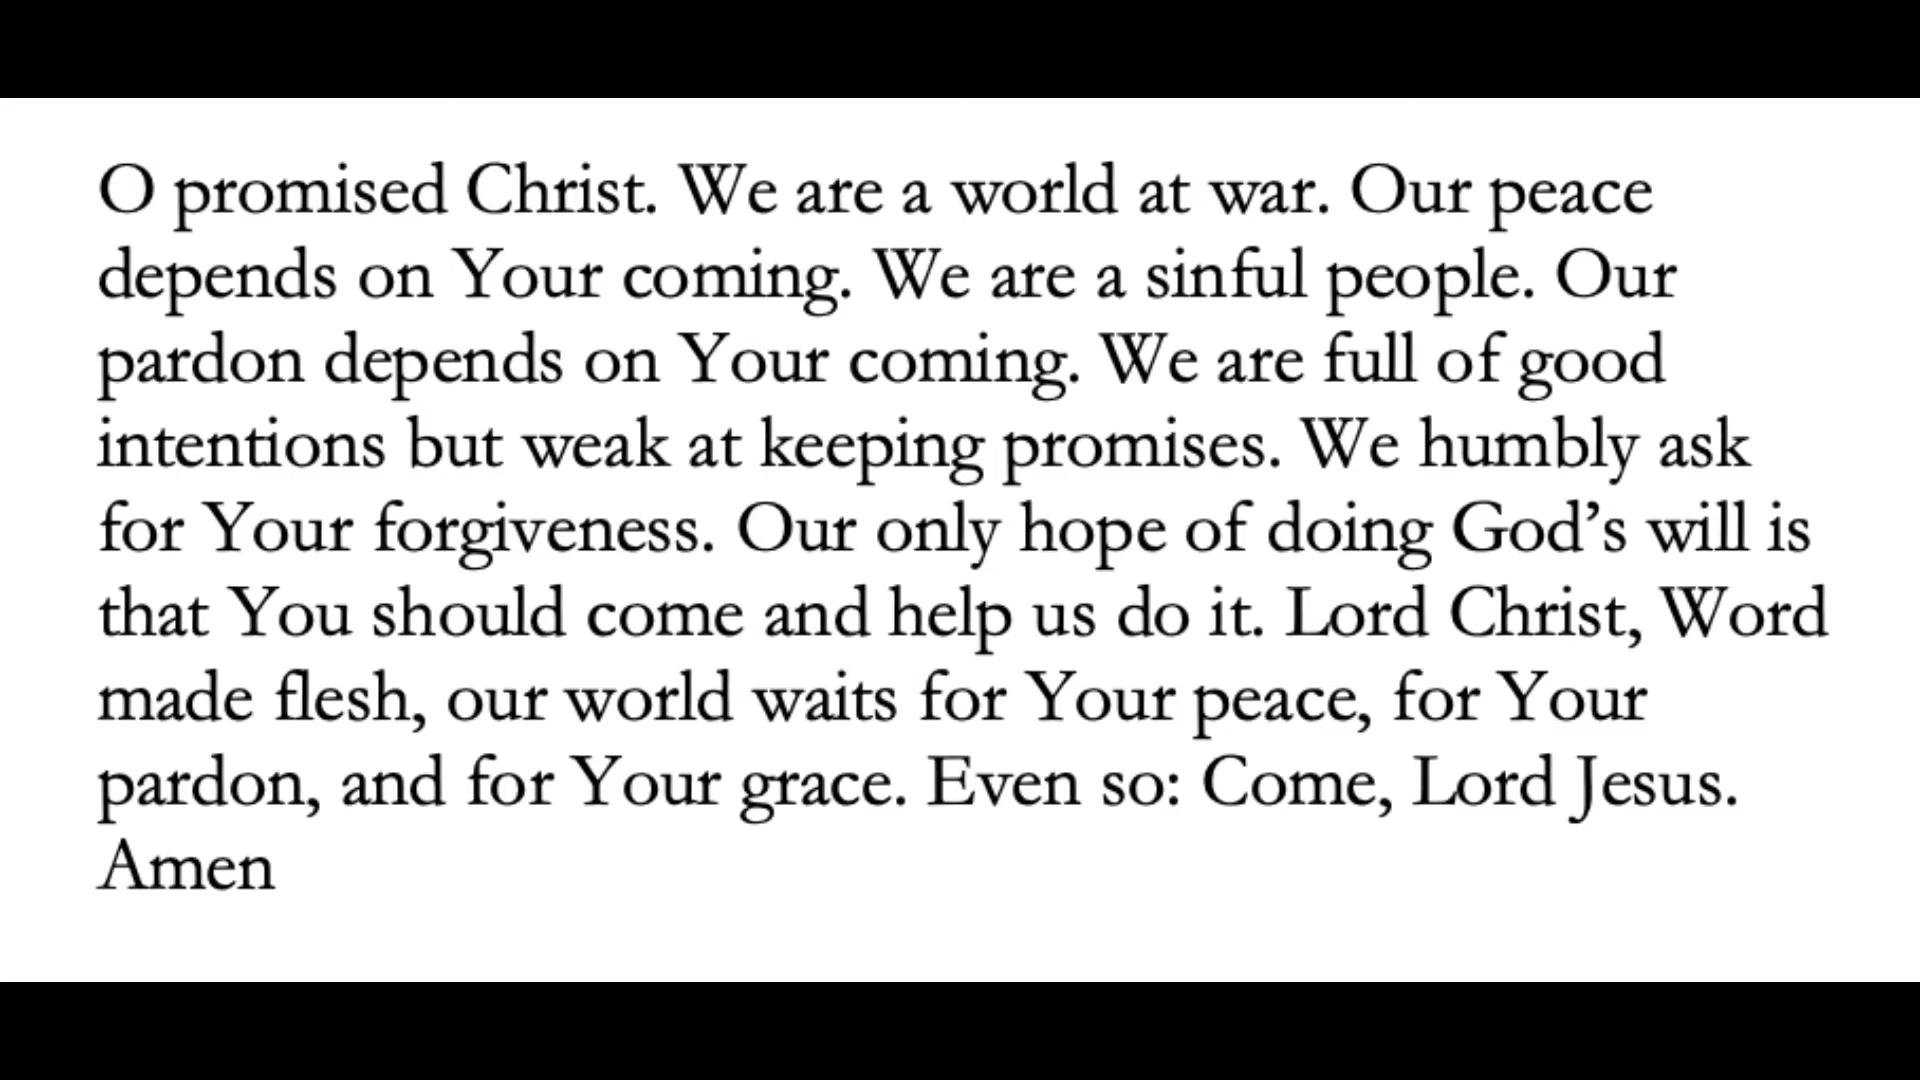 O promised Christ. We are a world at war. Our peace
depends on Your coming. We are a sinful people. Our
pardon depends on Your coming. We are full of good
intentions but weak at keeping promises. We humbly ask
for Your forgiveness. Our only hope of doing God’s will is
that You should come and help us do it. Lord Christ, Word
made flesh, our world waits for Your peace, for Your
pardon, and for Your grace. Even so: Come, Lord Jesus.
Amen